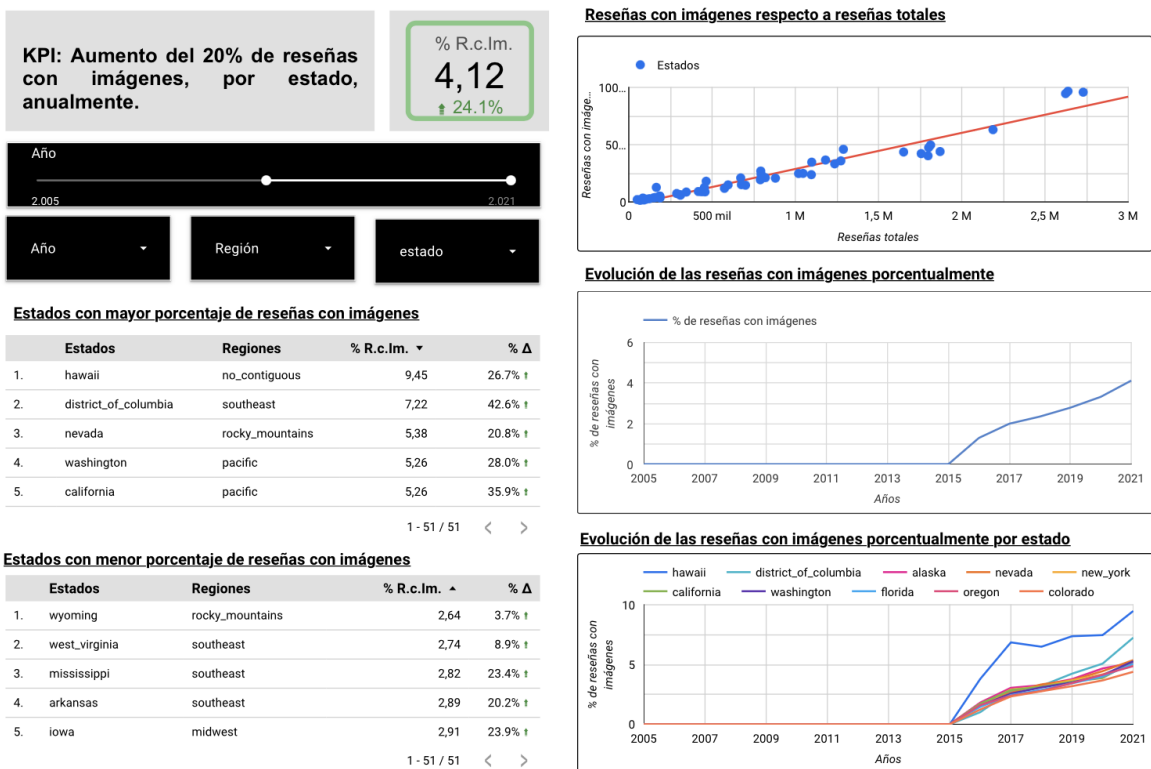 KPI: Aumento del 20% de reseñas
con imágenes, por estado,
anualmente.
% R.c.Im.
4,12
24.1%
Año
2.005
2.021
Año
Región
estado
Estados con mayor porcentaje de reseñas con imágenes
Estados Regiones % R.c.Im. % Δ
1. hawaii no_contiguous 9,45 26.7%
2. district_of_columbia southeast 7,22 42.6%
3. nevada rocky_mountains 5,38 20.8%
4. washington pacific 5,26 28.0%
5. california pacific 5,26 35.9%
1 - 51 / 51
Estados con menor porcentaje de reseñas con imágenes
Estados Regiones % R.c.Im. % Δ
1. wyoming rocky_mountains 2,64 3.7%
2. west_virginia southeast 2,74 8.9%
3. mississippi southeast 2,82 23.4%
4. arkansas southeast 2,89 20.2%
5. iowa midwest 2,91 23.9%
1 - 51 / 51
Reseñas con imágenes respecto a reseñas totales
Estados
Reseñas con imáge...
100...
50...
0
0 500 mil 1 M 1,5 M 2 M 2,5 M 3 M
Reseñas totales
Evolución de las reseñas con imágenes porcentualmente
% de reseñas con imágenes
% de reseñas con
imágenes
6
4
2
0
2005 2007 2009 2011 2013 2015 2017 2019 2021
Años
Evolución de las reseñas con imágenes porcentualmente por estado
hawaii district_of_columbia alaska nevada new_york
california washington florida oregon colorado
% de reseñas con
imágenes
10
5
0
2005 2007 2009 2011 2013 2015 2017 2019 2021
Años